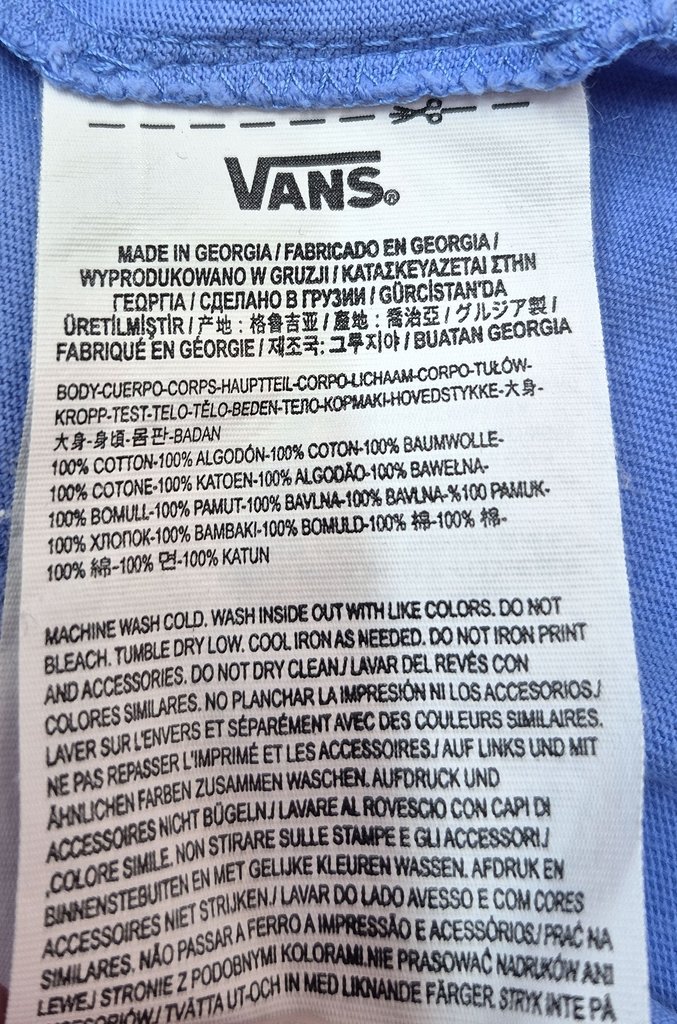 VANS®
MADE IN GEORGIA / FABRICADO EN GEORGIA /
WYPRODUKOWANO W GRUZJI / ΚΑΤΑΣΚΕΥΑΖΕΤΑΙ ΣΤΗΝ
ΓΕΩΡΓΙΑ / СДЕЛАНО В ГРУЗИИ / GÜRCİSTAN'DA
ÜRETİLMİŞTİR / 产地 : 格鲁吉亚 / 產地 : 喬治亞 / グルジア製 /
FABRIQUÉ EN GÉORGIE / 제조국: 그루지야 / BUATAN GEORGIA
BODY-CUERPO-CORPS-HAUPTTEIL-CORPO-LICHAAM-CORPO-TUŁÓW-
KROPP-TEST-TELO-TĚLO-BEDEN-ТЕЛО-ΚΟΡΜΑΚΙ-HOVEDSTYKKE-大身-
大身-身頃-몸판-BADAN
100% COTTON-100% ALGODÓN-100% COTON-100% BAUMWOLLE-
100% COTONE-100% KATOEN-100% ALGODÃO-100% BAWEŁNA-
100% BOMULL-100% PAMUT-100% BAVLNA-100% BAVLNA-%100 PAMUK-
100% ХЛОПОК-100% ΒΑΜΒΑΚΙ-100% BOMULD-100% 棉-100% 棉-
100% 綿-100% 면-100% KATUN
MACHINE WASH COLD. WASH INSIDE OUT WITH LIKE COLORS. DO NOT
BLEACH. TUMBLE DRY LOW. COOL IRON AS NEEDED. DO NOT IRON PRINT
AND ACCESSORIES. DO NOT DRY CLEAN./ LAVAR DEL REVÉS CON
COLORES SIMILARES. NO PLANCHAR LA IMPRESIÓN NI LOS ACCESORIOS./
LAVER SUR L'ENVERS ET SÉPARÉMENT AVEC DES COULEURS SIMILAIRES.
NE PAS REPASSER L'IMPRIMÉ ET LES ACCESSOIRES./ AUF LINKS UND MIT
ÄHNLICHEN FARBEN ZUSAMMEN WASCHEN. AUFDRUCK UND
ACCESSOIRES NICHT BÜGELN./ LAVARE AL ROVESCIO CON CAPI DI
COLORE SIMILE. NON STIRARE SULLE STAMPE E GLI ACCESSORI./
BINNENSTEBUITEN EN MET GELIJKE KLEUREN WASSEN. AFDRUK EN
ACCESSOIRES NIET STRIJKEN./ LAVAR DO LADO AVESSO E COM CORES
SIMILARES. NÃO PASSAR A FERRO A IMPRESSÃO E ACESSÓRIOS./ PRAĆ NA
LEWEJ STRONIE Z PODOBNYMI KOLORAMI. NIE PRASOWAĆ NADRUKÓW ANI
TVÄTTA UT-OCH IN MED LIKNANDE FÄRGER. STRYK INTE PÅ